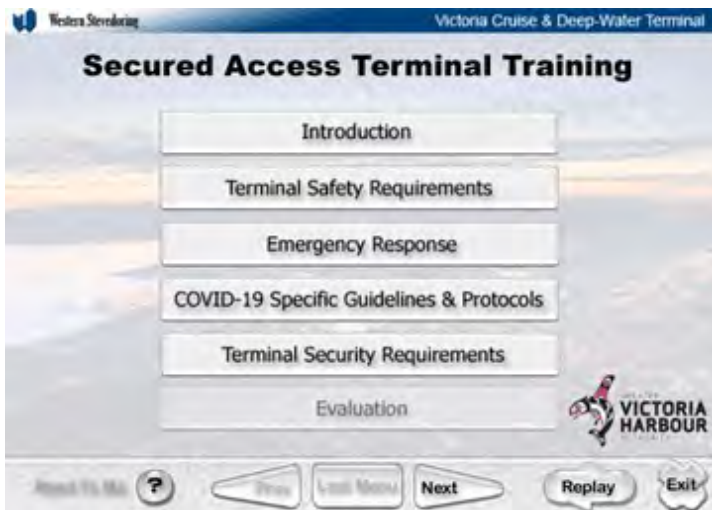 Western Stevedoring
Victoria Cruise & Deep-Water Terminal
Secured Access Terminal Training
Introduction
Terminal Safety Requirements
Emergency Response
COVID-19 Specific Guidelines & Protocols
Terminal Security Requirements
Evaluation
VICTORIA
HARBOUR
?
Next
Replay
Exit